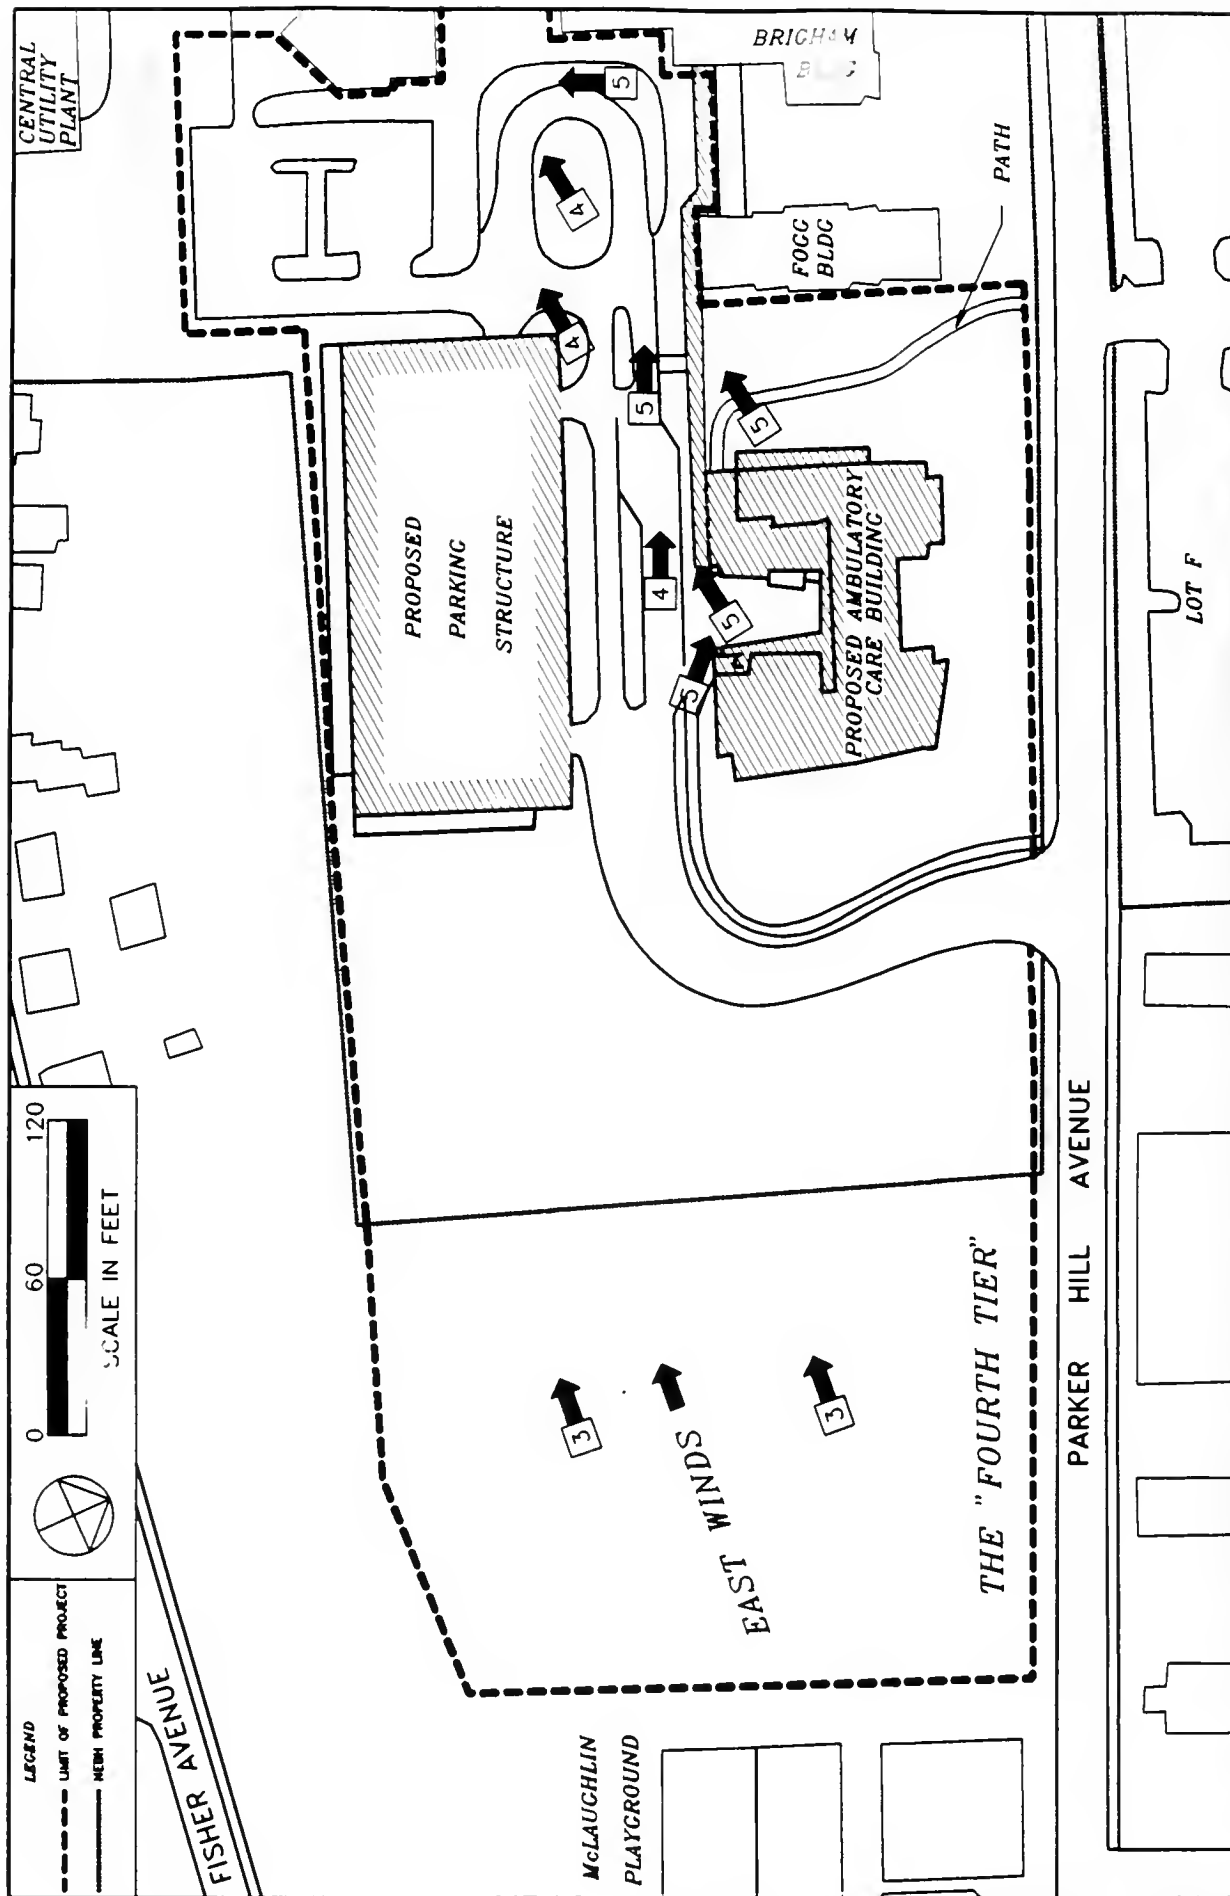 LEGEND
LIMIT OF PROPOSED PROJECT
NEBH PROPERTY LINE
0 60 120
SCALE IN FEET
FISHER AVENUE
CENTRAL
UTILITY
PLANT
McLAUGHLIN
PLAYGROUND
PROPOSED
PARKING
STRUCTURE
3
3
EAST WINDS
THE "FOURTH TIER"
4
4
4
5
5
5
5
5
BRIGHAM
FOGG
BLDG
PATH
PROPOSED AMBULATORY
CARE BUILDING
PARKER HILL AVENUE
LOT F